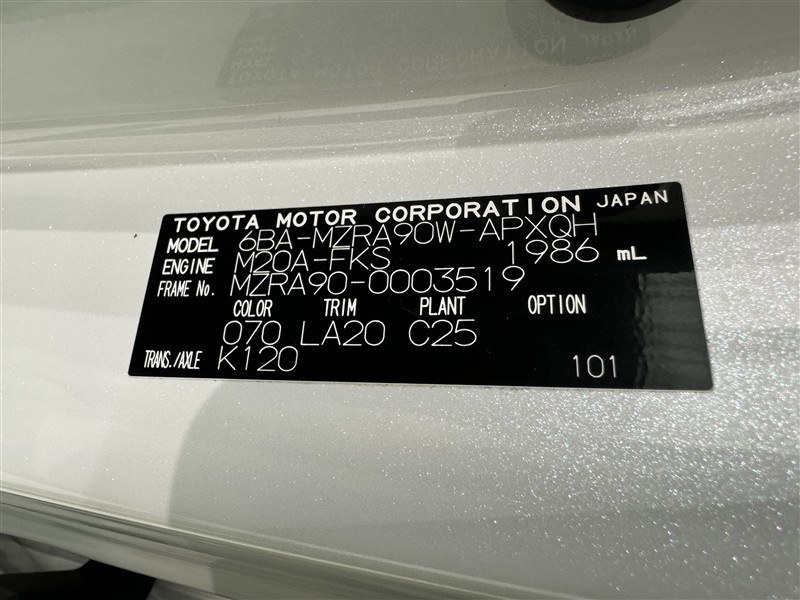 TOYOTA MOTOR CORPORATION JAPAN
MODEL 6BA-MZRA90W-APXQH
ENGINE M20A-FKS 1986 mL
FRAME No. MZRA90-0003519
COLOR TRIM PLANT OPTION
070 LA20 C25
TRANS./AXLE K120 101